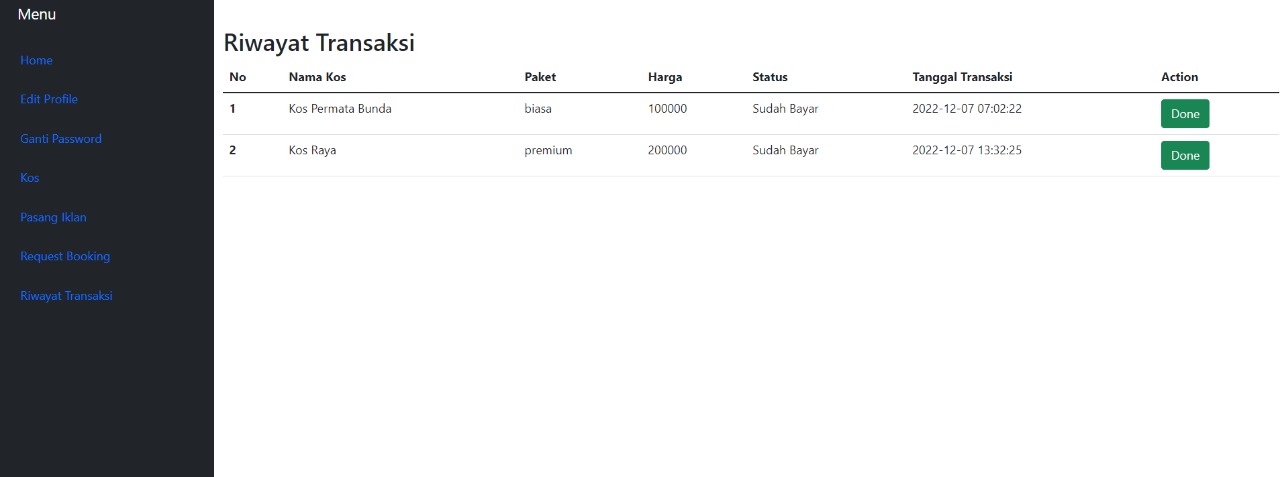 Menu
Home
Edit Profile
Ganti Password
Kos
Pasang Iklan
Request Booking
Riwayat Transaksi
Riwayat Transaksi
No Nama Kos Paket Harga Status Tanggal Transaksi Action
1 Kos Permata Bunda biasa 100000 Sudah Bayar 2022-12-07 07:02:22 Done
2 Kos Raya premium 200000 Sudah Bayar 2022-12-07 13:32:25 Done